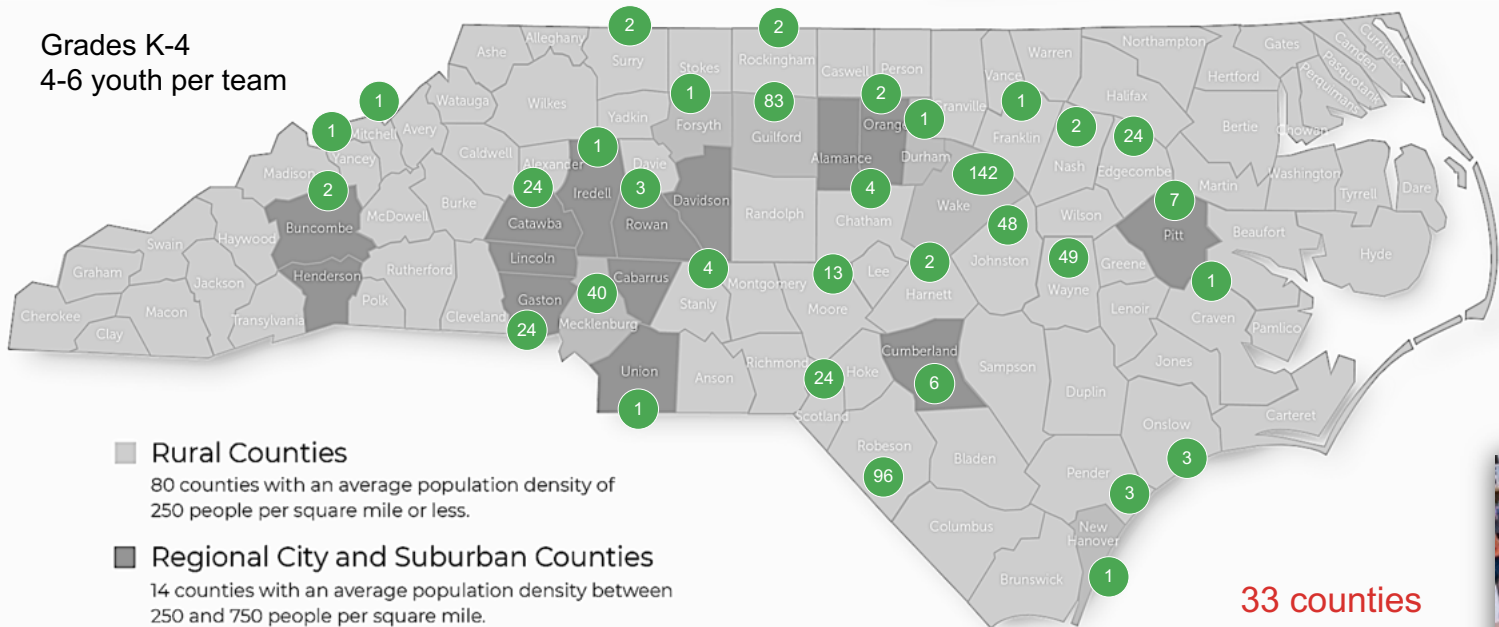 Grades K-4
4-6 youth per team
2
2
Ashe
Alleghany
Surry
Stokes
Rockingham
Caswell
Person
Vance
Warren
Northampton
Gates
Camden
Currituck
Pasquotank
Perquimans
Hertford
1
1
Watauga
Wilkes
Yadkin
1
Forsyth
83
Guilford
2
Orange
1
Granville
1
Franklin
2
Halifax
24
Bertie
Chowan
Mitchell
Avery
Yancey
Madison
Caldwell
Alexander
1
Davie
Alamance
Durham
142
Nash
Edgecombe
Martin
Washington
Tyrrell
Dare
2
Buncombe
McDowell
Burke
24
Catawba
Iredell
3
Rowan
Davidson
Randolph
4
Chatham
Wake
48
Wilson
7
Pitt
Beaufort
Hyde
Swain
Haywood
Graham
Jackson
Henderson
Rutherford
Lincoln
Gaston
Cabarrus
4
Stanly
Montgomery
13
Moore
Lee
2
Harnett
Johnston
49
Wayne
Greene
1
Cherokee
Macon
Clay
Transylvania
Polk
Cleveland
24
40
Mecklenburg
Lenoir
Craven
Pamlico
Union
1
Anson
Richmond
24
Scotland
Hoke
Cumberland
6
Sampson
Duplin
Jones
Carteret
Onslow
3
Robeson
96
Bladen
Pender
3
Columbus
New
Hanover
Brunswick
1
Rural Counties
80 counties with an average population density of
250 people per square mile or less.
Regional City and Suburban Counties
14 counties with an average population density between
250 and 750 people per square mile.
33 counties